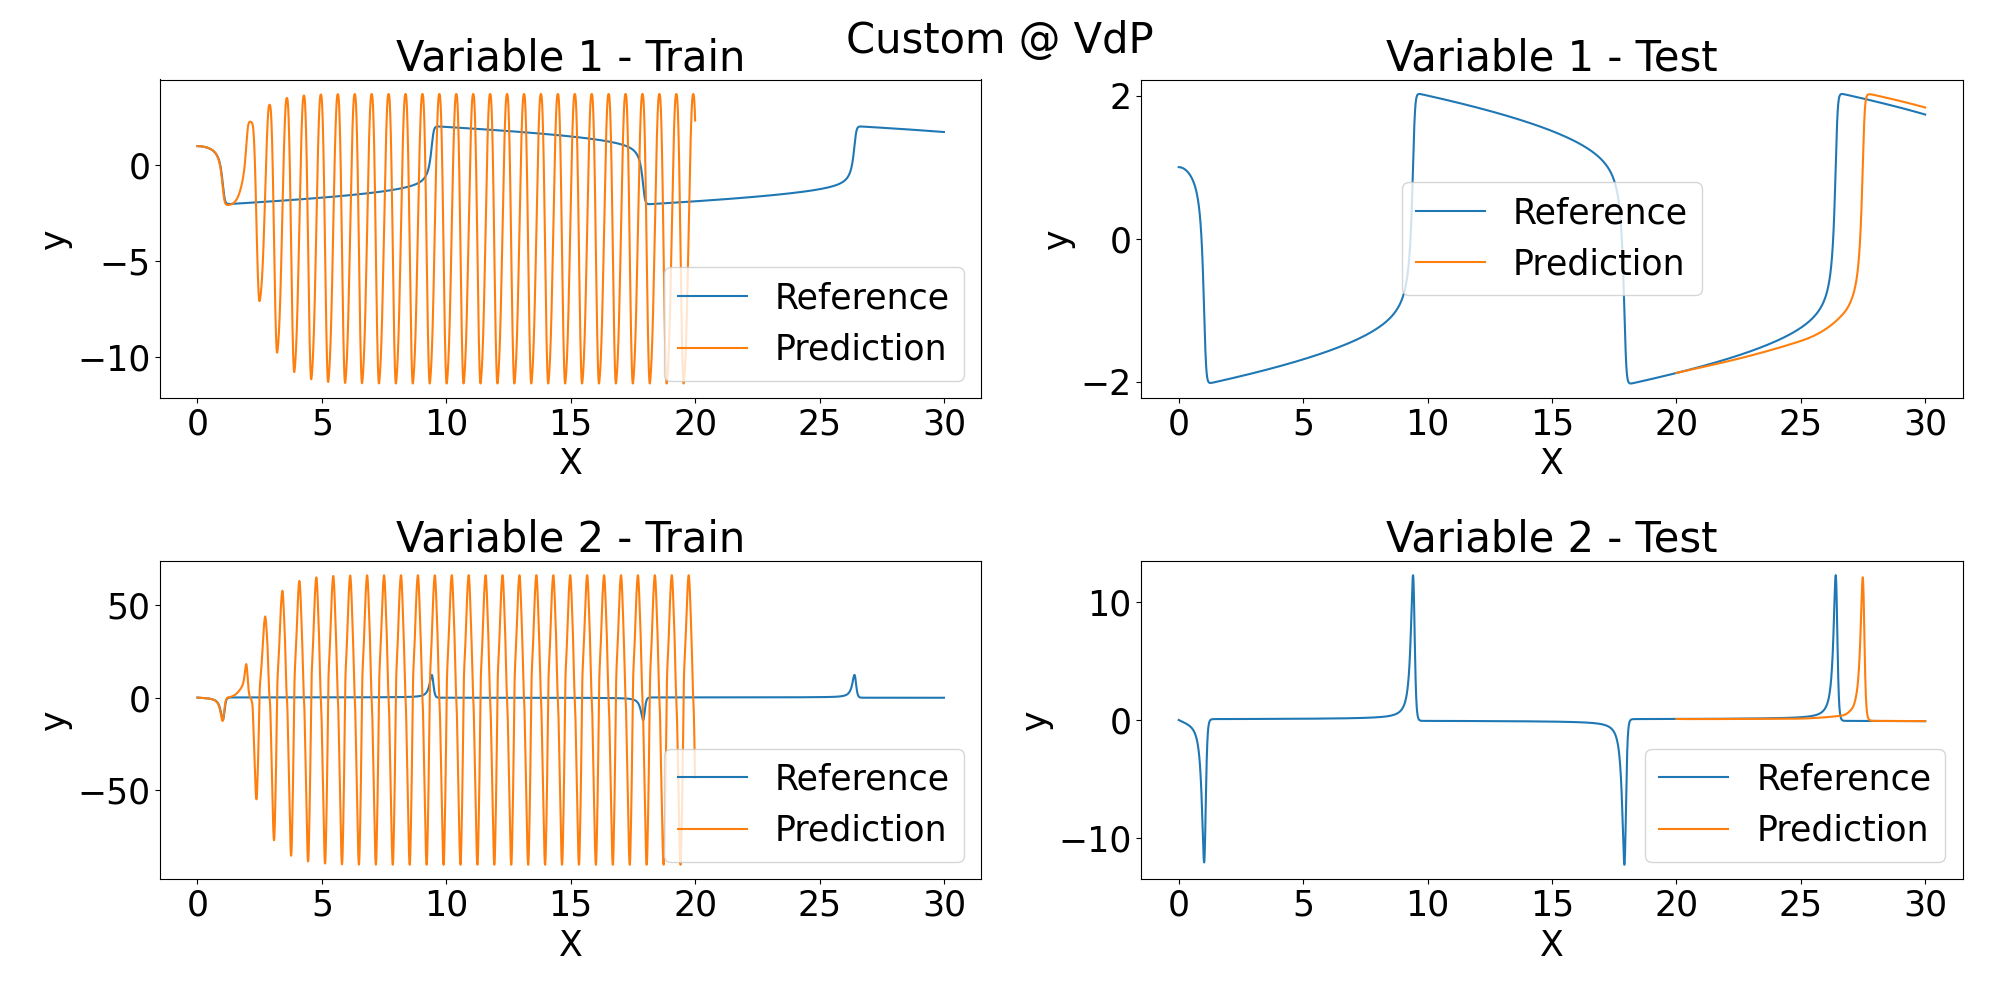 Custom @ VdP
Variable 1 - Train
y
0
−5
−10
0 5 10 15 20 25 30
X
Reference
Prediction
Variable 1 - Test
y
2
0
−2
0 5 10 15 20 25 30
X
Reference
Prediction
Variable 2 - Train
y
50
0
−50
0 5 10 15 20 25 30
X
Reference
Prediction
Variable 2 - Test
y
10
0
−10
0 5 10 15 20 25 30
X
Reference
Prediction